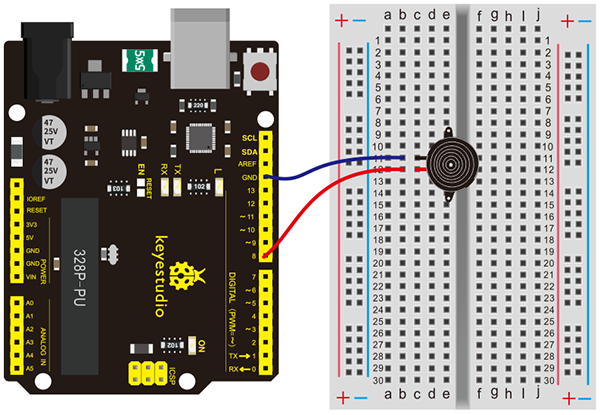 5x5
220
47
25V
VT
47
25V
VT
EN
RESET
RX
TX
L
103
102
SCL
SDA
AREF
GND
13
12
~ 11
~ 10
~ 9
8
7
~ 6
~ 5
4
~ 3
2
TX→ 1
RX← 0
DIGITAL (PWM=~)
IOREF
RESET
3V3
5V
GND
GND
VIN
POWER
A0
A1
A2
A3
A4
A5
ANALOG IN
328P-PU
keyestudio
102
ON
ICSP
+ − a b c d e f g h i j + −
1 1
2 2
3 3
4 4
5 5
6 6
7 7
8 8
9 9
10 10
11 11
12 12
13 13
14 14
15 15
16 16
17 17
18 18
19 19
20 20
21 21
22 22
23 23
24 24
25 25
26 26
27 27
28 28
29 29
30 30
+ − a b c d e f g h i j + −